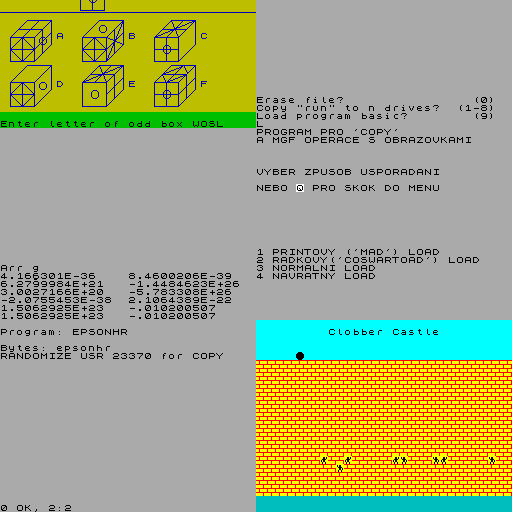 A B C
D E F
Enter letter of odd box WOSL
Erase file? (0)
Copy "run" to n drives? (1-8)
Load program basic? (9)
L
PROGRAM PRO 'COPY'
A MGF OPERACE S OBRAZOVKAMI
VYBER ZPUSOB USPORADANI
NEBO Q PRO SKOK DO MENU
1 PRINTOVY ('MAD') LOAD
2 RADKOVY('COSWARTOAD') LOAD
3 NORMALNI LOAD
4 NAVRATNY LOAD
Arr g
4.166301E-36 8.4600206E-39
6.2799984E+21 -1.4484623E+26
3.0027166E+20 -5.783308E+26
-2.0755453E-38 2.1064389E-22
1.5062925E+23 -.010200507
1.5062925E+23 -.010200507
Program: EPSONHR
Bytes: epsonhr
RANDOMIZE USR 23370 for COPY
0 OK, 2:2
Clobber Castle